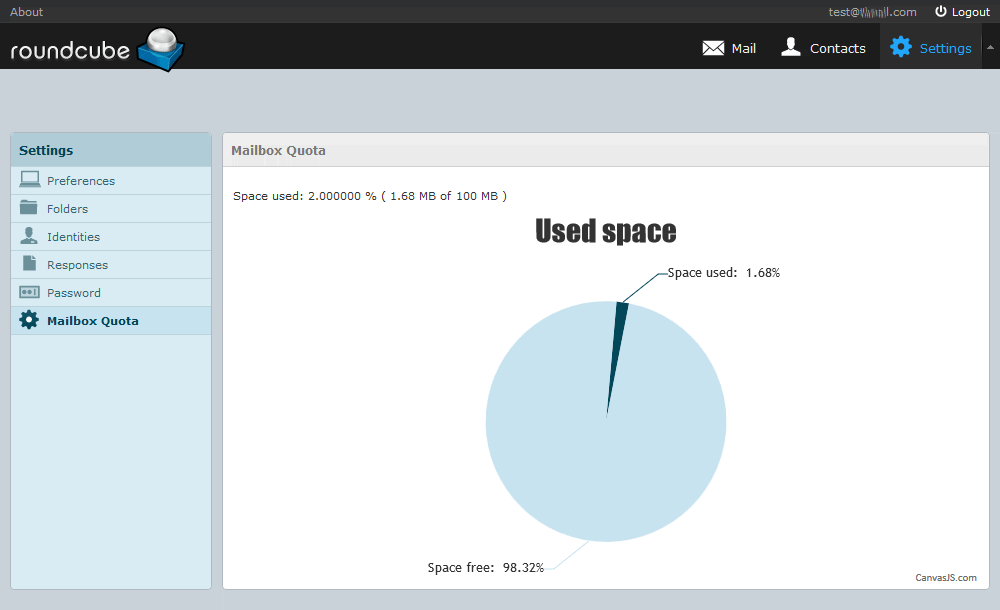 About
test@ .com Logout
roundcube Mail Contacts Settings
Settings
Preferences
Folders
Identities
Responses
Password
Mailbox Quota
Mailbox Quota
Space used: 2.000000 % ( 1.68 MB of 100 MB )
Used space
Space used: 1.68%
Space free: 98.32%
CanvasJS.com